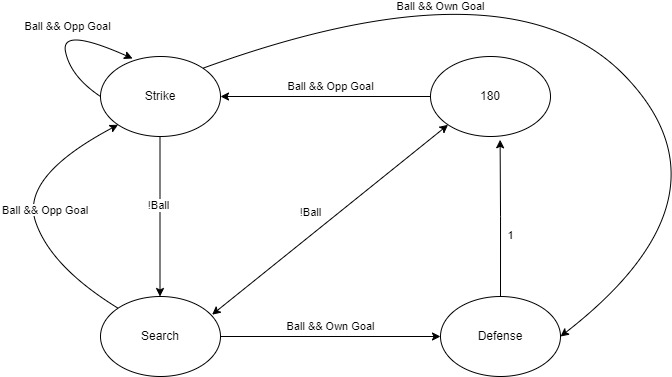 Ball && Own Goal
Ball && Opp Goal
Strike
Ball && Opp Goal
180
Ball && Opp Goal
!Ball
!Ball
1
Search
Ball && Own Goal
Defense